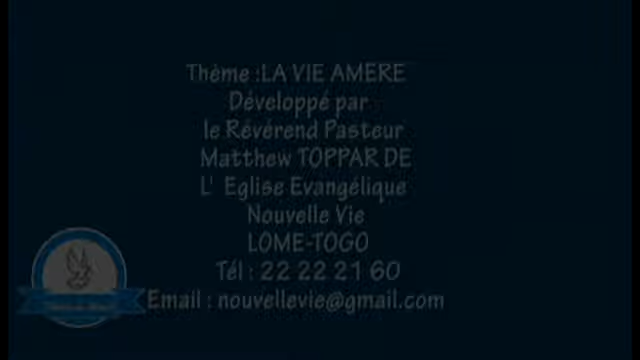 Thème :LA VIE AMERE
Développé par
le Révérend Pasteur
Matthew TOPPAR DE
L' Eglise Evangélique
Nouvelle Vie
LOME-TOGO
Tél : 22 22 21 60
Email : nouvellevie@gmail.com